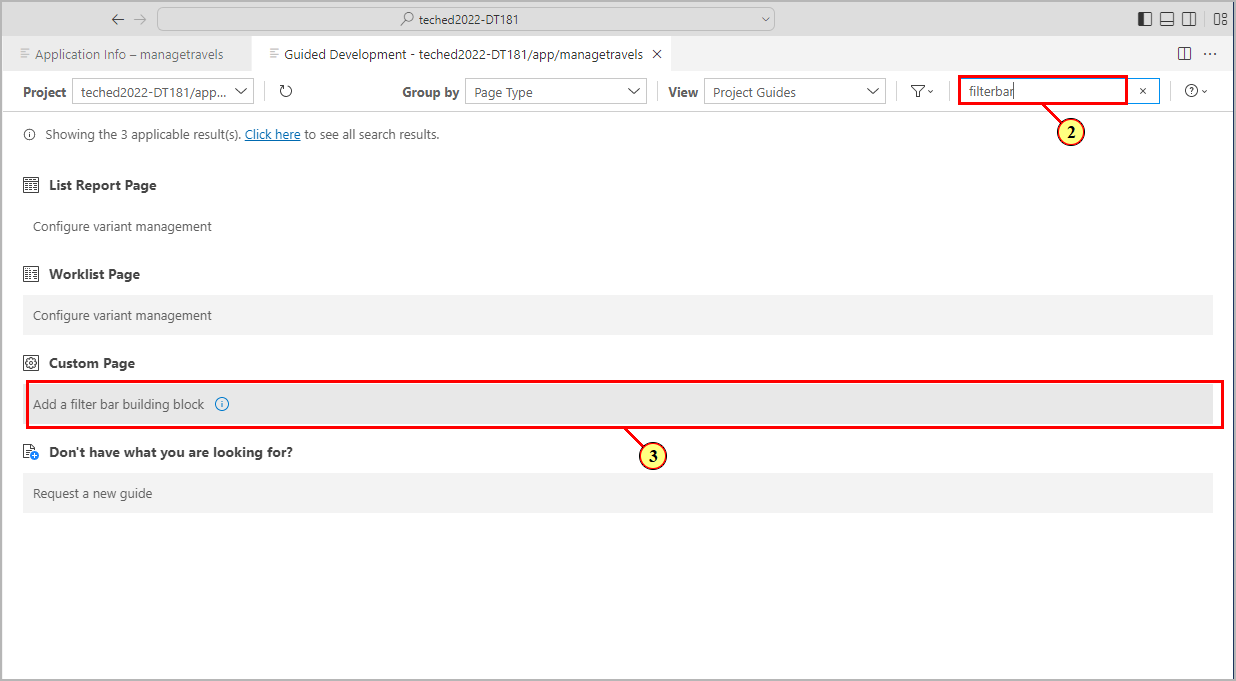 teched2022-DT181
Application Info – managetravels
Guided Development - teched2022-DT181/app/managetravels
Project teched2022-DT181/app... Group by Page Type View Project Guides filterbar
2
Showing the 3 applicable result(s). Click here to see all search results.
List Report Page
Configure variant management
Worklist Page
Configure variant management
Custom Page
Add a filter bar building block
3
Don't have what you are looking for?
Request a new guide